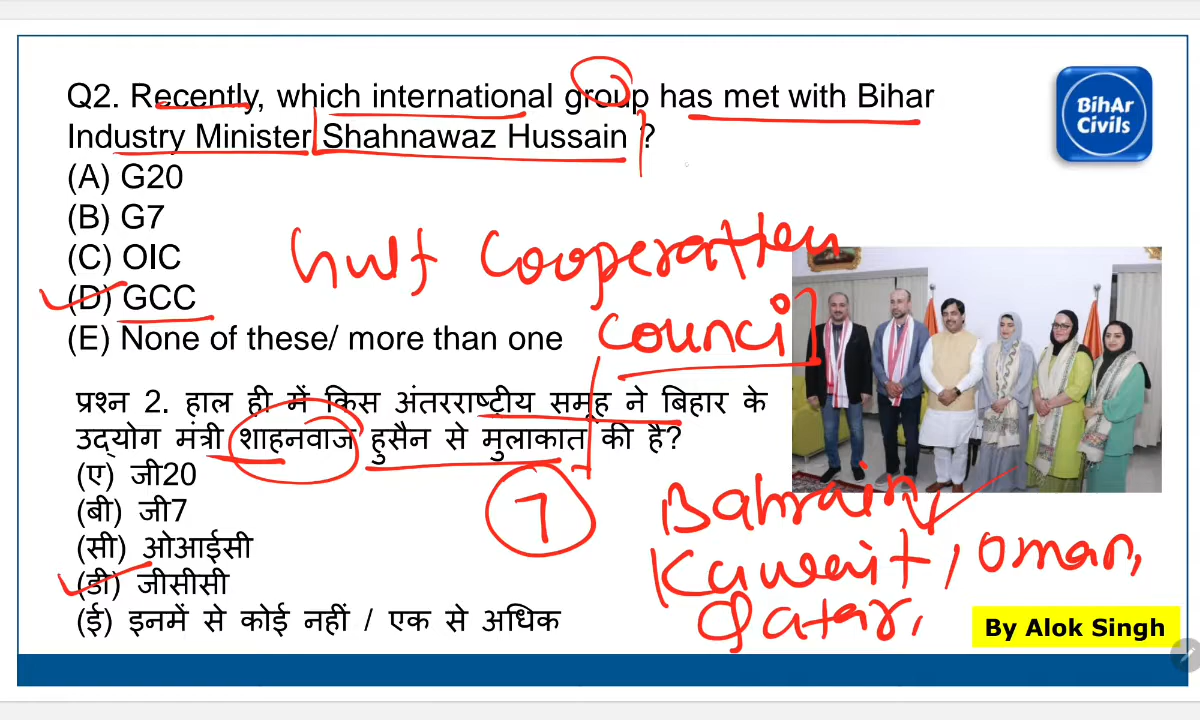 Q2. Recently, which international group has met with Bihar
Industry Minister Shahnawaz Hussain ?
(A) G20
(B) G7
(C) OIC
(D) GCC
(E) None of these/ more than one
BihAr
Civils
Gulf Cooperation
Council
प्रश्न 2. हाल ही में किस अंतरराष्ट्रीय समूह ने बिहार के
उद्योग मंत्री शाहनवाज हुसैन से मुलाकात की है?
(ए) जी20
(बी) जी7
(सी) ओआईसी
(डी) जीसीसी
(ई) इनमें से कोई नहीं / एक से अधिक
7
Bahrain,
Kuwait, Oman,
Qatar,
By Alok Singh